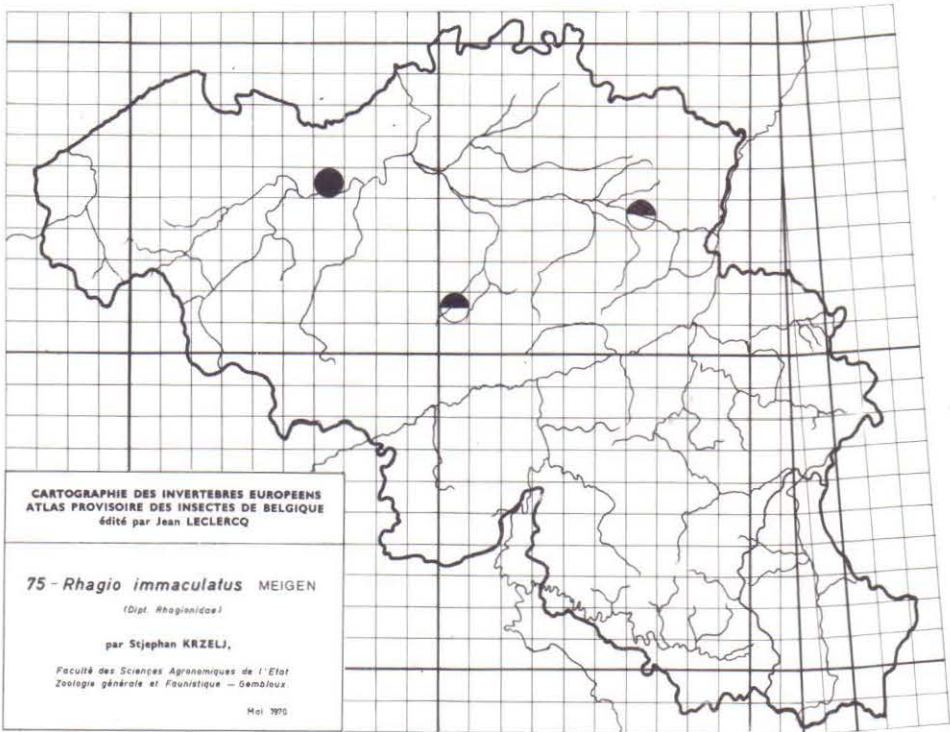 CARTOGRAPHIE DES INVERTEBRES EUROPEENS
ATLAS PROVISOIRE DES INSECTES DE BELGIQUE
édité par Jean LECLERCQ
75 - Rhagio immaculatus MEIGEN
(Dipt. Rhagionidae)
par Stjephan KRZELJ,
Faculté des Sciences Agronomiques de l'Etat
Zoologie générale et Faunistique — Gembloux.
Mai 1970